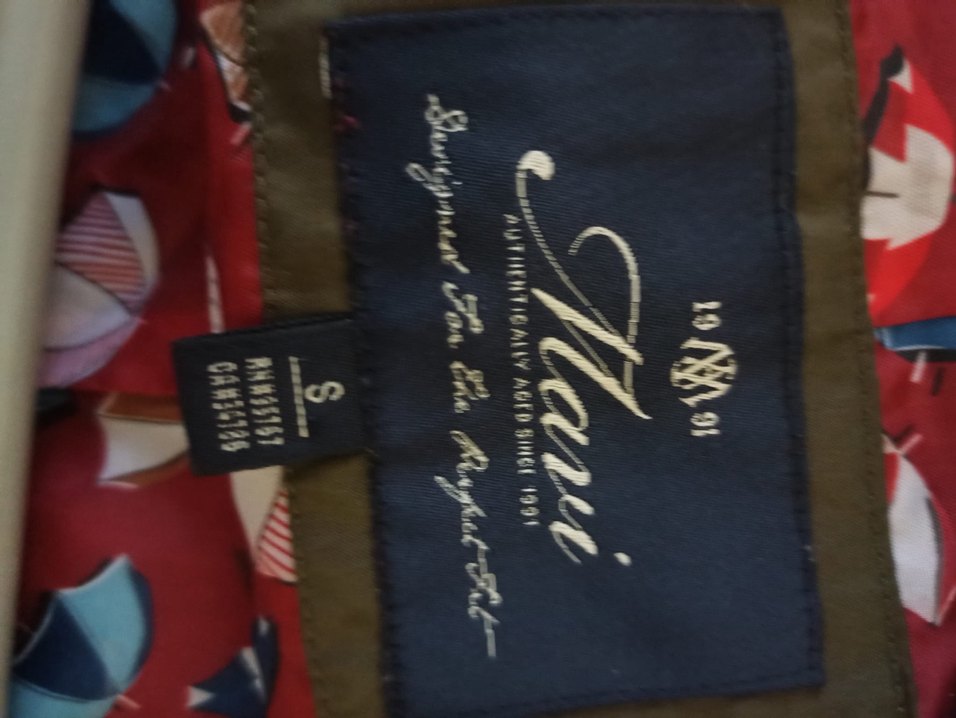 19 M 91
Mavi
AUTHENTICALLY AGED SINCE 1991
Designed For The Perfect Fit
S